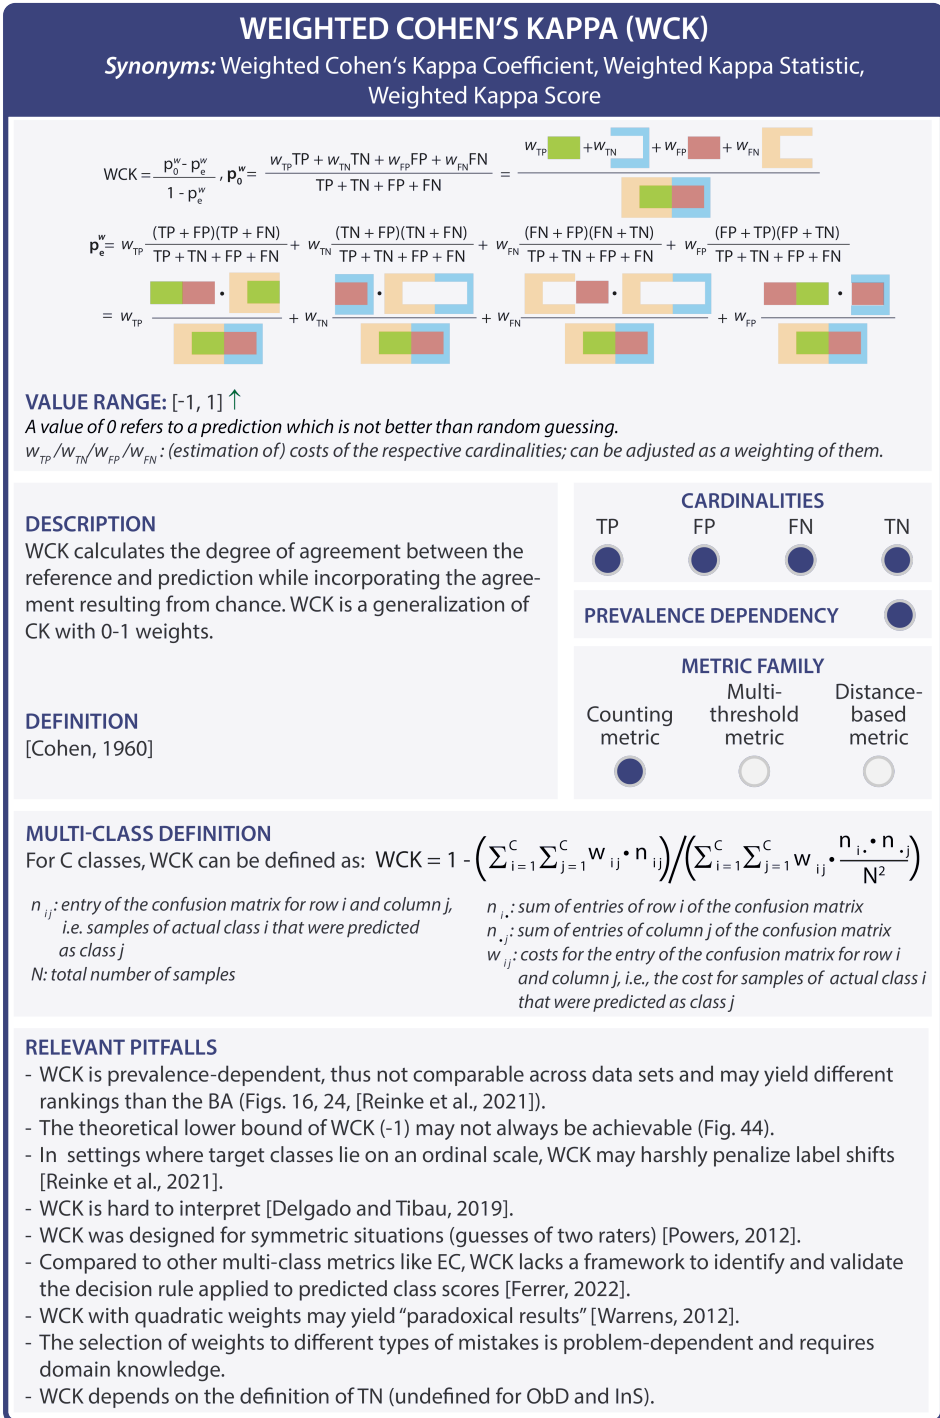 WEIGHTED COHEN'S KAPPA (WCK)
Synonyms: Weighted Cohen's Kappa Coefficient, Weighted Kappa Statistic,
Weighted Kappa Score
WCK = (p_0^w - p_e^w) / (1 - p_e^w) , p_0^w = (w_TP TP + w_TN TN + w_FP FP + w_FN FN) / (TP + TN + FP + FN) = w_TP + w_TN + w_FP + w_FN
p_e^w = w_TP (TP + FP)(TP + FN) / (TP + TN + FP + FN) + w_TN (TN + FP)(TN + FN) / (TP + TN + FP + FN) + w_FN (FN + FP)(FN + TN) / (TP + TN + FP + FN) + w_FP (FP + TP)(FP + TN) / (TP + TN + FP + FN)
= w_TP · + w_TN · + w_FN · + w_FP ·
VALUE RANGE: [-1, 1] ↑
A value of 0 refers to a prediction which is not better than random guessing.
w_TP /w_TN /w_FP /w_FN : (estimation of) costs of the respective cardinalities; can be adjusted as a weighting of them.
DESCRIPTION
WCK calculates the degree of agreement between the
reference and prediction while incorporating the agree-
ment resulting from chance. WCK is a generalization of
CK with 0-1 weights.
DEFINITION
[Cohen, 1960]
CARDINALITIES
TP FP FN TN
PREVALENCE DEPENDENCY
METRIC FAMILY
Counting metric
Multi-threshold metric
Distance-based metric
MULTI-CLASS DEFINITION
For C classes, WCK can be defined as: WCK = 1 - (∑_{i=1}^C ∑_{j=1}^C w_ij • n_ij) / (∑_{i=1}^C ∑_{j=1}^C w_ij • (n_i. • n_.j) / N²)
n_ij : entry of the confusion matrix for row i and column j,
i.e. samples of actual class i that were predicted
as class j
N: total number of samples
n_i. : sum of entries of row i of the confusion matrix
n_.j : sum of entries of column j of the confusion matrix
w_ij : costs for the entry of the confusion matrix for row i
and column j, i.e., the cost for samples of actual class i
that were predicted as class j
RELEVANT PITFALLS
- WCK is prevalence-dependent, thus not comparable across data sets and may yield different
rankings than the BA (Figs. 16, 24, [Reinke et al., 2021]).
- The theoretical lower bound of WCK (-1) may not always be achievable (Fig. 44).
- In settings where target classes lie on an ordinal scale, WCK may harshly penalize label shifts
[Reinke et al., 2021].
- WCK is hard to interpret [Delgado and Tibau, 2019].
- WCK was designed for symmetric situations (guesses of two raters) [Powers, 2012].
- Compared to other multi-class metrics like EC, WCK lacks a framework to identify and validate
the decision rule applied to predicted class scores [Ferrer, 2022].
- WCK with quadratic weights may yield "paradoxical results" [Warrens, 2012].
- The selection of weights to different types of mistakes is problem-dependent and requires
domain knowledge.
- WCK depends on the definition of TN (undefined for ObD and InS).